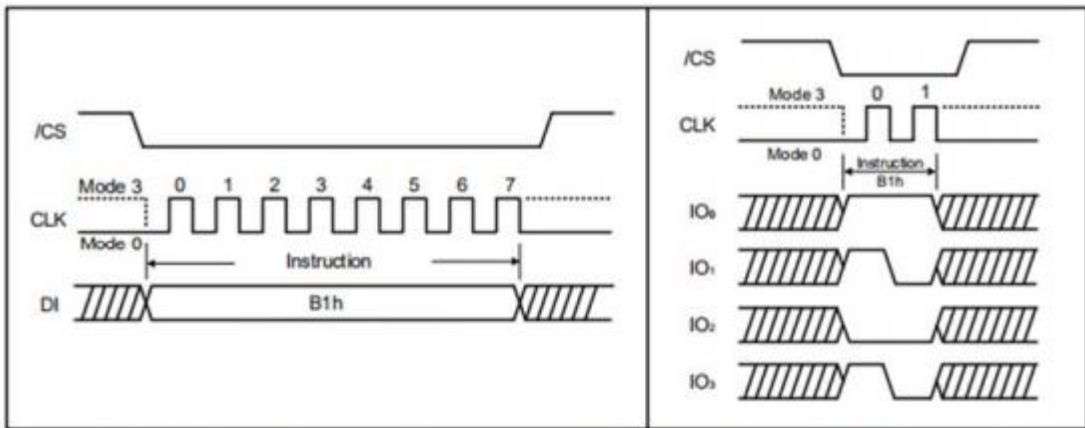 /CS
Mode 3 0 1 2 3 4 5 6 7
CLK
Mode 0
Instruction
DI B1h
/CS
Mode 3 0 1
CLK
Mode 0 Instruction
B1h
IO₀
IO₁
IO₂
IO₃